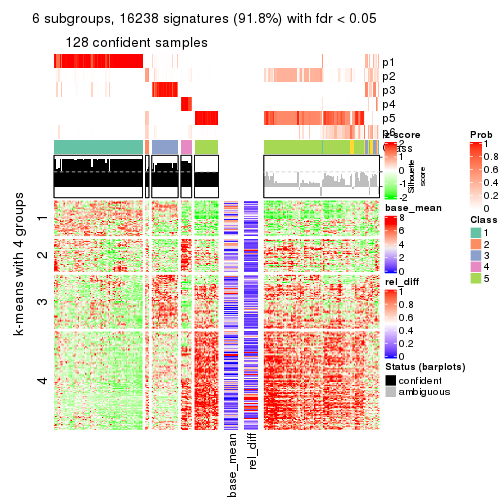 6 subgroups, 16238 signatures (91.8%) with fdr < 0.05
128 confident samples
p1
p2
p3
p4
p5
p6
Class
Silhouette
score
k-means with 4 groups
1
2
3
4
base_mean
rel_diff
z-score
2
1
0
-1
-2
base_mean
8
6
4
2
0
rel_diff
1
0.8
0.6
0.4
0.2
0
Status (barplots)
confident
ambiguous
Prob
1
0.8
0.6
0.4
0.2
0
Class
1
2
3
4
5